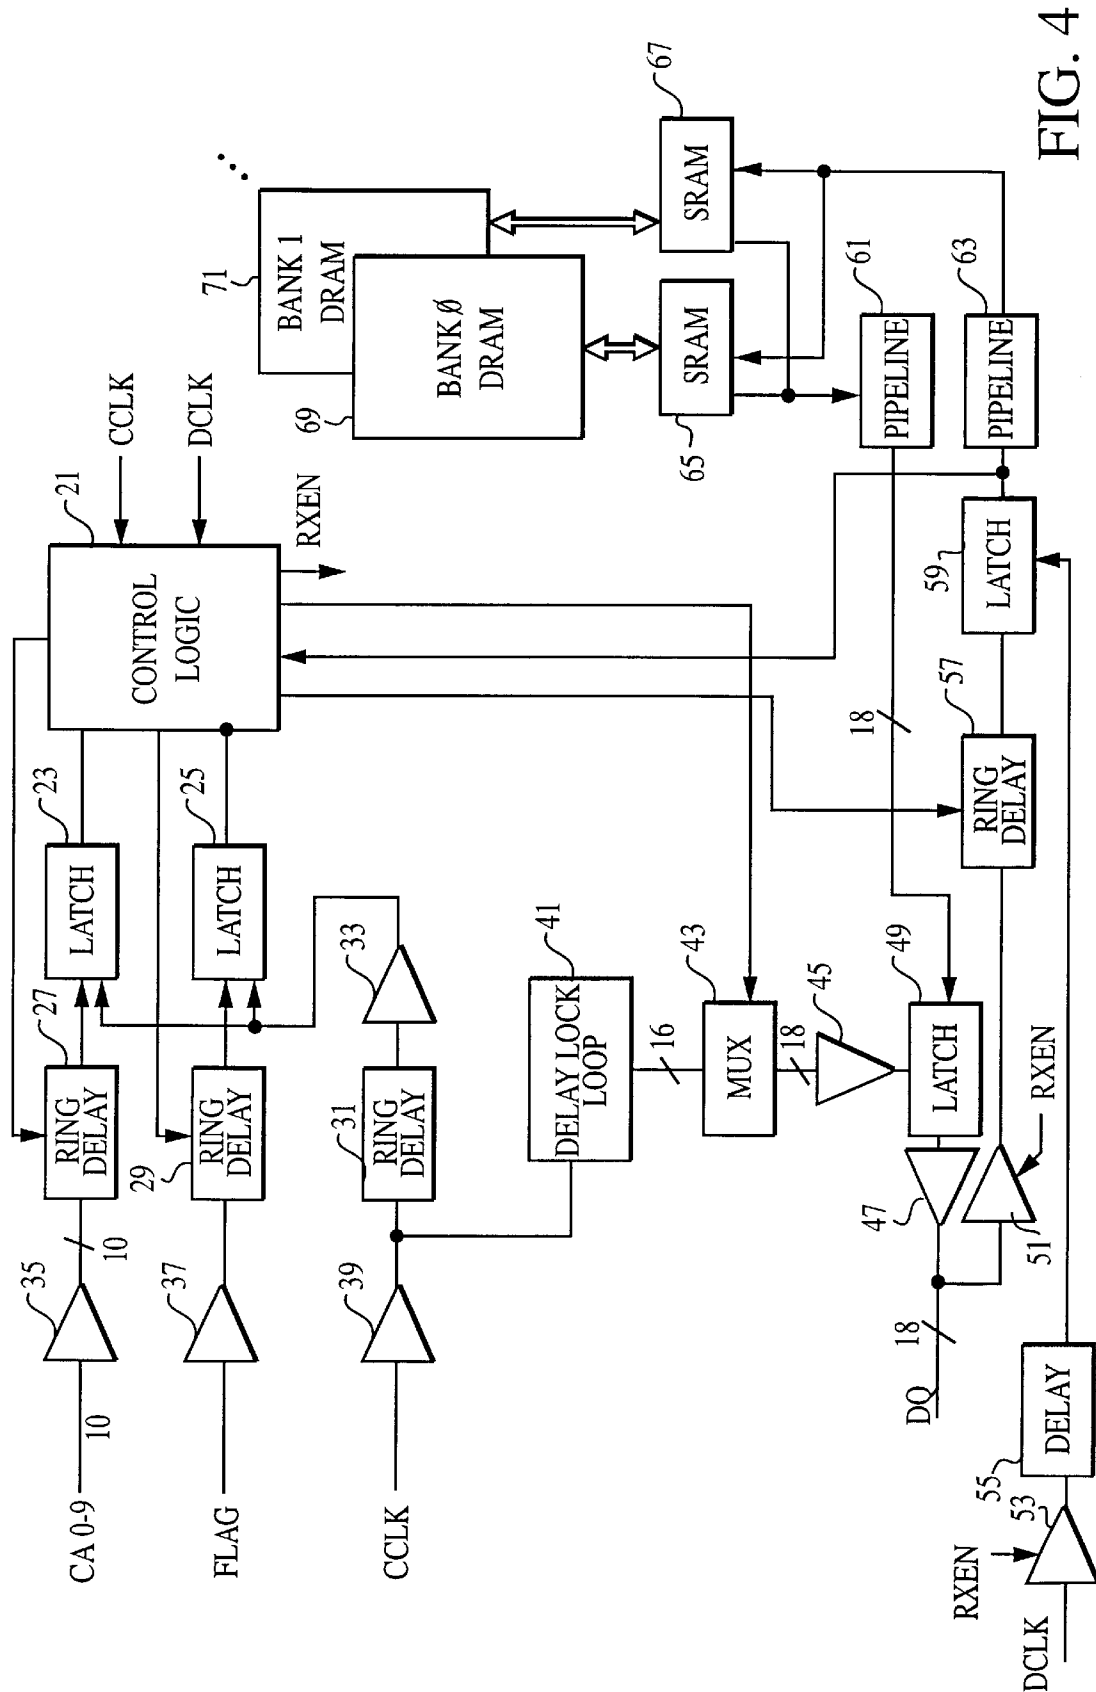 CA 0-9
10
35
10
27
RING
DELAY
23
LATCH
21
CONTROL
LOGIC
CCLK
DCLK
RXEN
FLAG
37
29
RING
DELAY
25
LATCH
CCLK
39
31
RING
DELAY
33
41
DELAY LOCK
LOOP
16
43
MUX
18
45
49
LATCH
47
DQ
18
51
RXEN
57
RING
DELAY
59
LATCH
18
61
PIPELINE
63
PIPELINE
65
SRAM
67
SRAM
69
BANK Ø
DRAM
71
BANK 1
DRAM
DCLK
RXEN
53
55
DELAY
FIG. 4